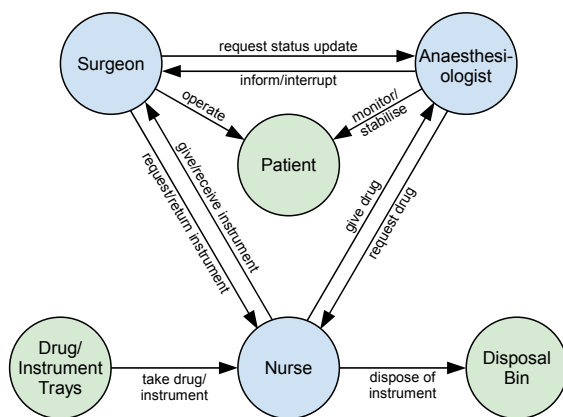 request status update
Surgeon
Anaesthesi-
ologist
inform/interrupt
operate
monitor/
stabilise
Patient
give/receive instrument
request/return instrument
give drug
request drug
Drug/
Instrument
Trays
take drug/
instrument
Nurse
dispose of
instrument
Disposal
Bin